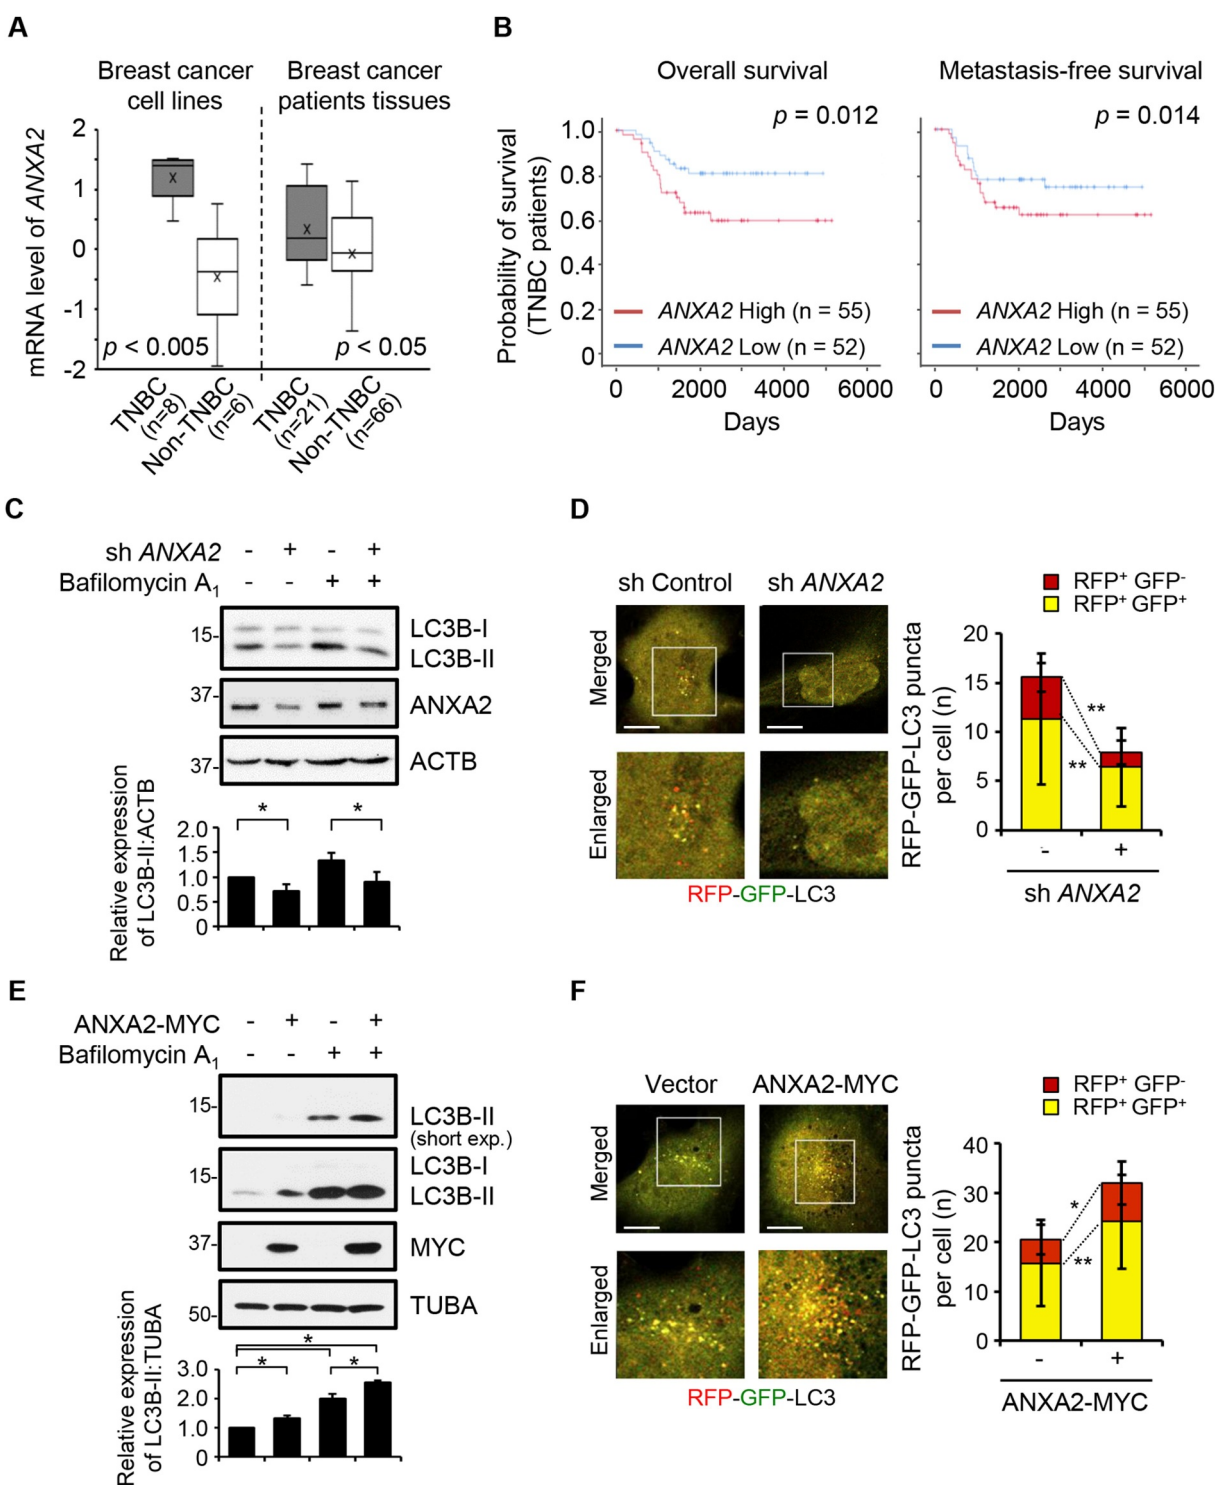 A
Breast cancer
cell lines
Breast cancer
patients tissues
mRNA level of ANXA2
2
1
0
-1
-2
x
x
x
x
p < 0.005
p < 0.05
TNBC
(n=8)
Non-TNBC
(n=6)
TNBC
(n=21)
Non-TNBC
(n=66)
B
Overall survival
Metastasis-free survival
p = 0.012
p = 0.014
Probability of survival
(TNBC patients)
1.0
0.8
0.6
0.4
0.2
0
ANXA2 High (n = 55)
ANXA2 Low (n = 52)
ANXA2 High (n = 55)
ANXA2 Low (n = 52)
0 2000 4000 6000
Days
0 2000 4000 6000
Days
C
sh ANXA2 - + - +
Bafilomycin A1 - - + +
15-
LC3B-I
LC3B-II
37-
ANXA2
37-
ACTB
Relative expression
of LC3B-II:ACTB
2.0
1.5
1.0
0.5
0
* *
D
sh Control
sh ANXA2
Merged
Enlarged
RFP-GFP-LC3
RFP+ GFP-
RFP+ GFP+
RFP-GFP-LC3 puncta
per cell (n)
20
15
10
5
0
**
**
- +
sh ANXA2
E
ANXA2-MYC - + - +
Bafilomycin A1 - - + +
15-
LC3B-II
(short exp.)
15-
LC3B-I
LC3B-II
37-
MYC
50-
TUBA
Relative expression
of LC3B-II:TUBA
3.0
2.0
1.0
0
*
* *
F
Vector
ANXA2-MYC
Merged
Enlarged
RFP-GFP-LC3
RFP+ GFP-
RFP+ GFP+
RFP-GFP-LC3 puncta
per cell (n)
40
30
20
10
0
*
**
- +
ANXA2-MYC